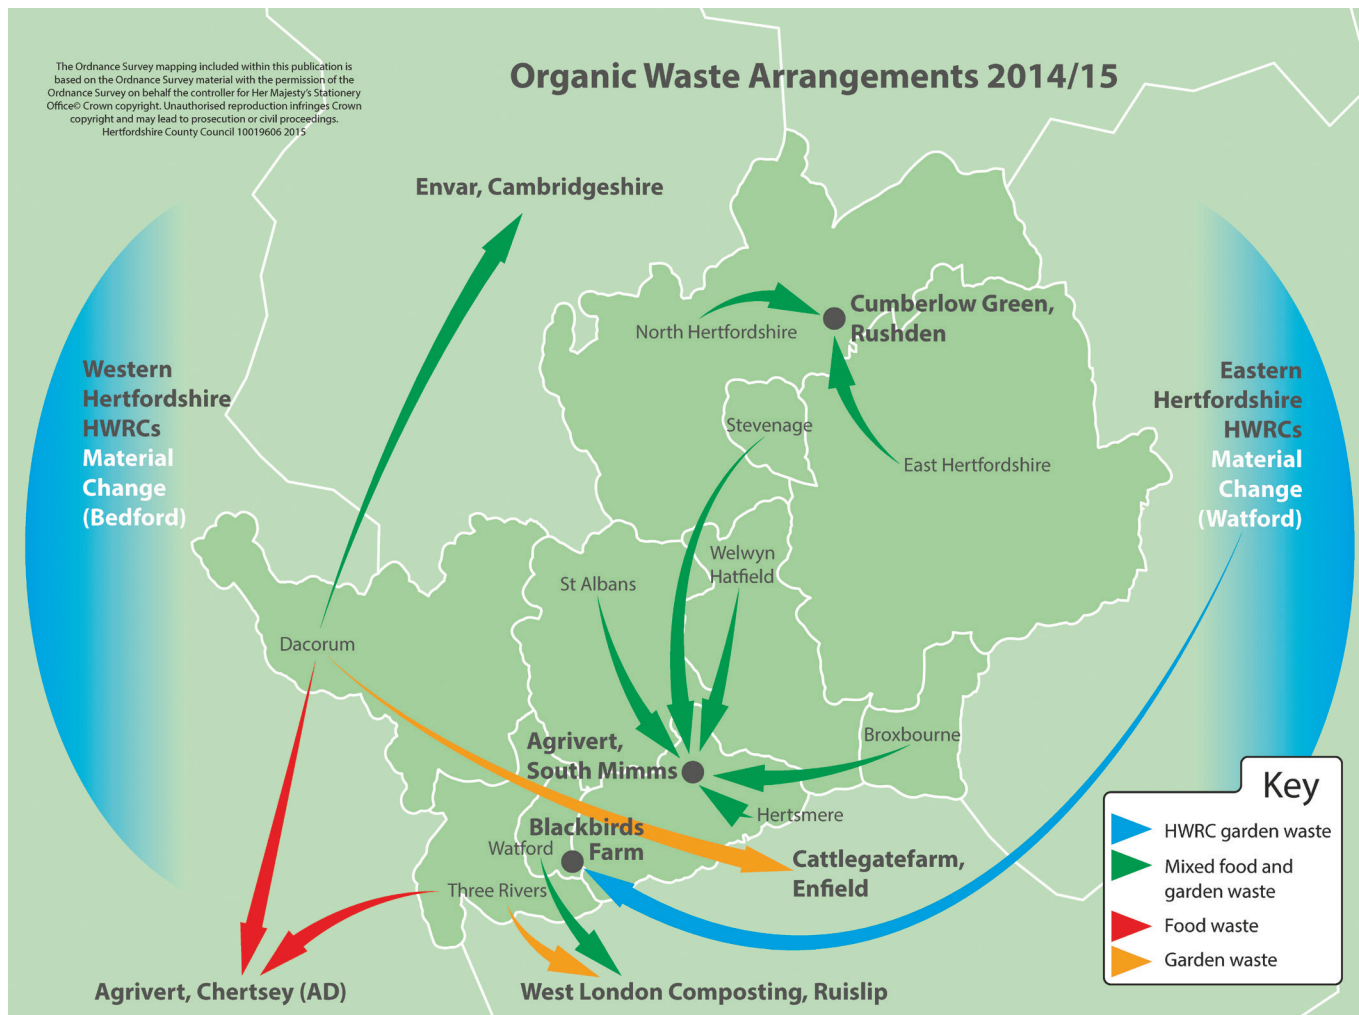 The Ordnance Survey mapping included within this publication is
based on the Ordnance Survey material with the permission of the
Ordnance Survey on behalf the controller for Her Majesty's Stationery
Office© Crown copyright. Unauthorised reproduction infringes Crown
copyright and may lead to prosecution or civil proceedings.
Hertfordshire County Council 10019606 2015
Organic Waste Arrangements 2014/15
Envar, Cambridgeshire
North Hertfordshire
Cumberlow Green,
Rushden
Western
Hertfordshire
HWRCs
Material
Change
(Bedford)
Eastern
Hertfordshire
HWRCs
Material
Change
(Watford)
Stevenage
East Hertfordshire
Welwyn
Hatfield
St Albans
Dacorum
Broxbourne
Agrivert,
South Mimms
Hertsmere
Blackbirds
Farm
Watford
Three Rivers
Cattlegatefarm,
Enfield
Agrivert, Chertsey (AD)
West London Composting, Ruislip
Key
HWRC garden waste
Mixed food and
garden waste
Food waste
Garden waste